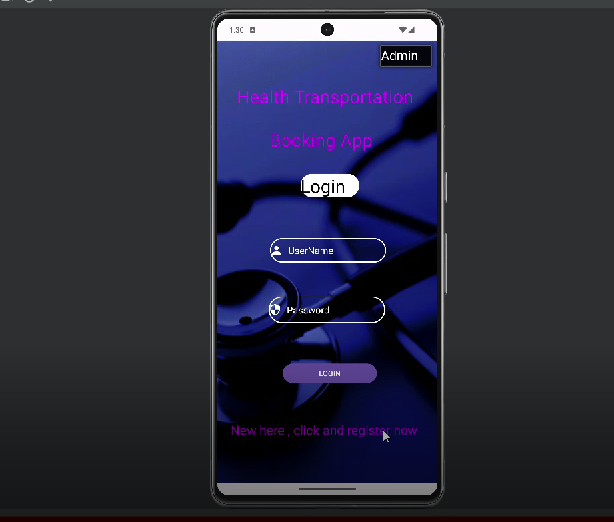 1:30
Admin
Health Transportation
Booking App
Login
UserName
Password
LOGIN
New here , click and register now